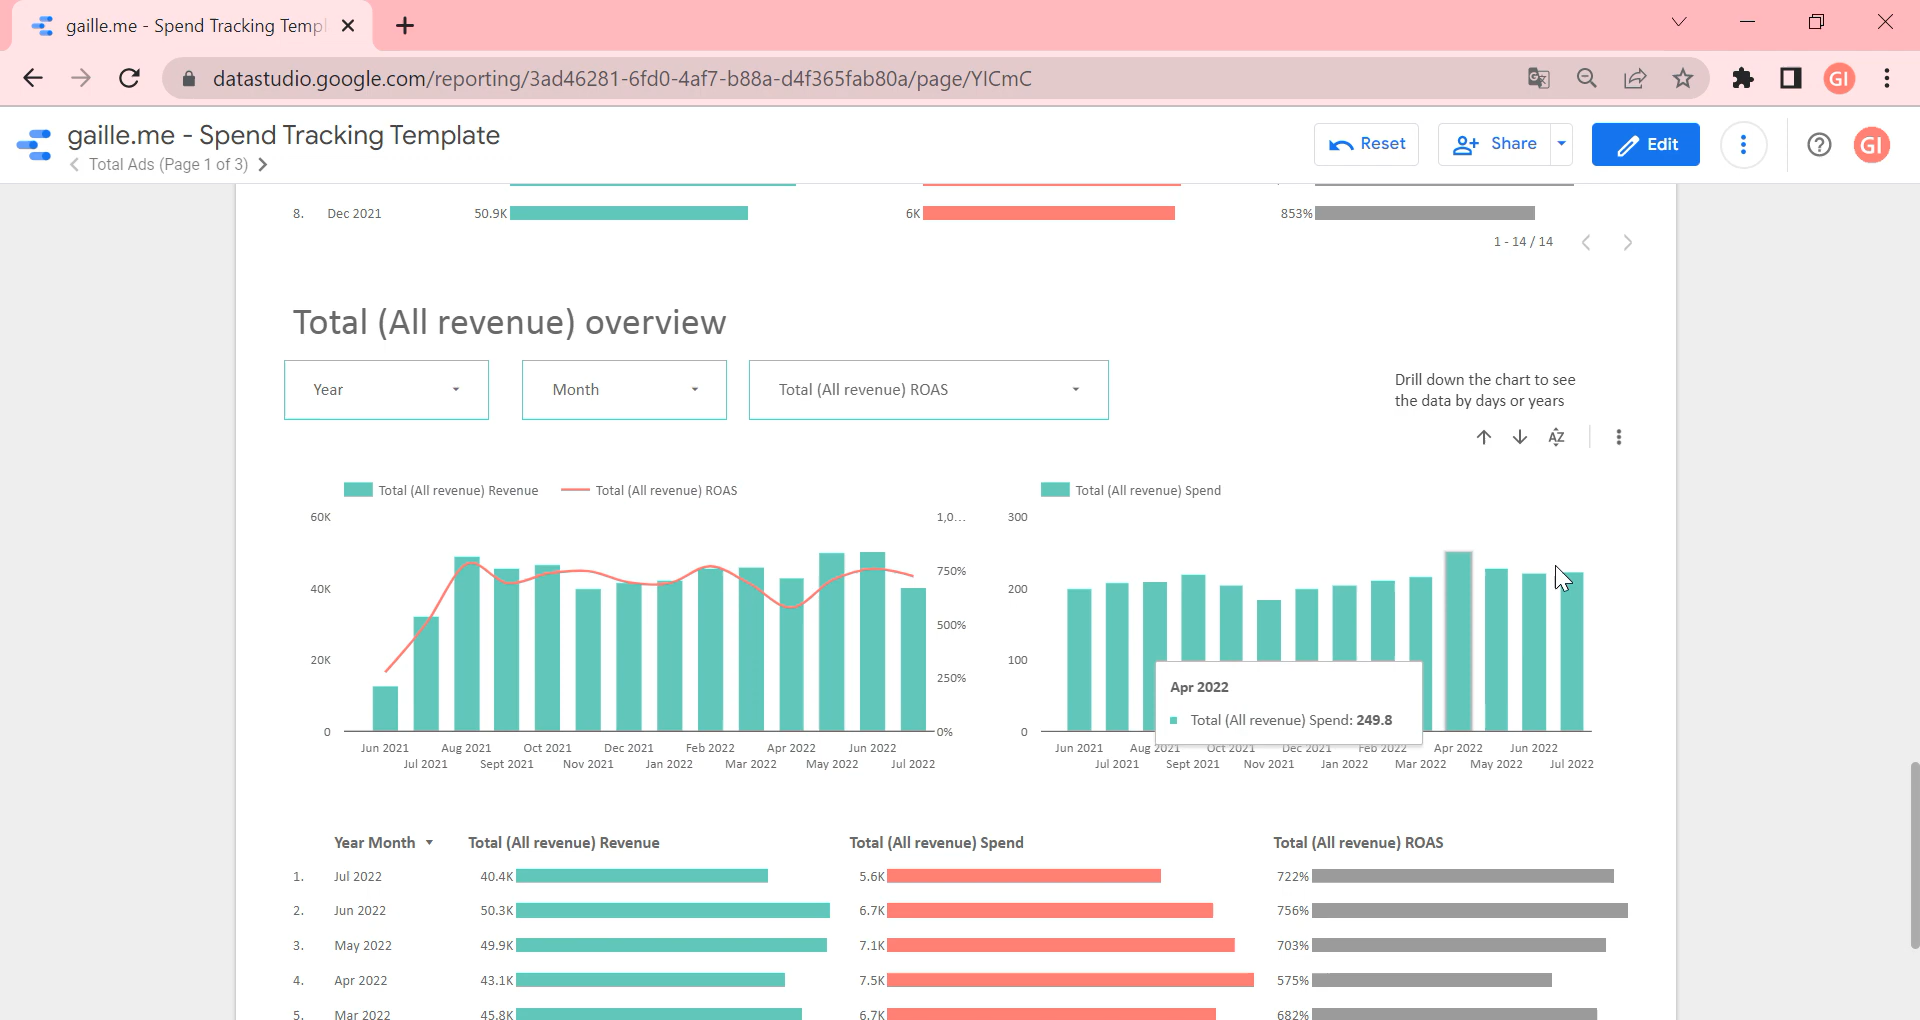 gaille.me - Spend Tracking Templ
datastudio.google.com/reporting/3ad46281-6fd0-4af7-b88a-d4f365fab80a/page/YICmC
GI
gaille.me - Spend Tracking Template
Total Ads (Page 1 of 3)
Reset
Share
Edit
GI
8. Dec 2021 50.9K 6K 853%
1 - 14 / 14
Total (All revenue) overview
Year
Month
Total (All revenue) ROAS
Drill down the chart to see
the data by days or years
AZ
Total (All revenue) Revenue Total (All revenue) ROAS
60K 1,0...
750%
40K
500%
20K
250%
0 0%
Jun 2021 Aug 2021 Oct 2021 Dec 2021 Feb 2022 Apr 2022 Jun 2022
Jul 2021 Sept 2021 Nov 2021 Jan 2022 Mar 2022 May 2022 Jul 2022
Total (All revenue) Spend
300
200
100
0
Apr 2022
Total (All revenue) Spend: 249.8
Jun 2021 Aug 2021 Oct 2021 Dec 2021 Feb 2022 Apr 2022 Jun 2022
Jul 2021 Sept 2021 Nov 2021 Jan 2022 Mar 2022 May 2022 Jul 2022
Year Month Total (All revenue) Revenue Total (All revenue) Spend Total (All revenue) ROAS
1. Jul 2022 40.4K 5.6K 722%
2. Jun 2022 50.3K 6.7K 756%
3. May 2022 49.9K 7.1K 703%
4. Apr 2022 43.1K 7.5K 575%
5. Mar 2022 45.8K 6.7K 682%